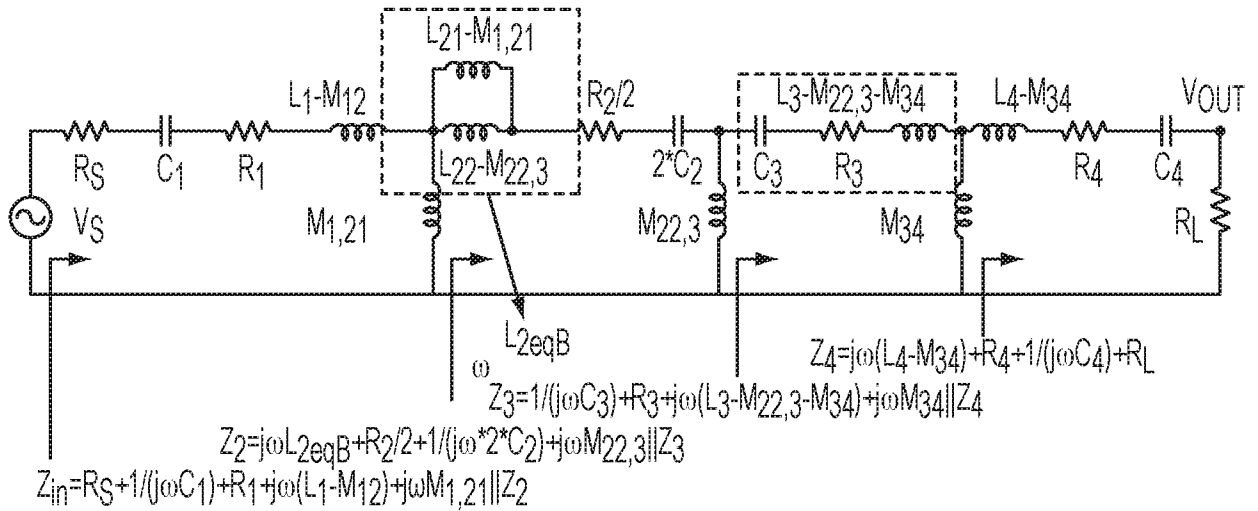 L21-M1,21
L1-M12
R2/2
L3-M22,3-M34
L4-M34
VOUT
RS
C1
R1
L22-M22,3
2*C2
C3
R3
R4
C4
VS
M1,21
M22,3
M34
RL
L2eqB
Z4=jω(L4-M34)+R4+1/(jωC4)+RL
ω
Z3=1/(jωC3)+R3+jω(L3-M22,3-M34)+jωM34||Z4
Z2=jωL2eqB+R2/2+1/(jω*2*C2)+jωM22,3||Z3
Zin=RS+1/(jωC1)+R1+jω(L1-M12)+jωM1,21||Z2